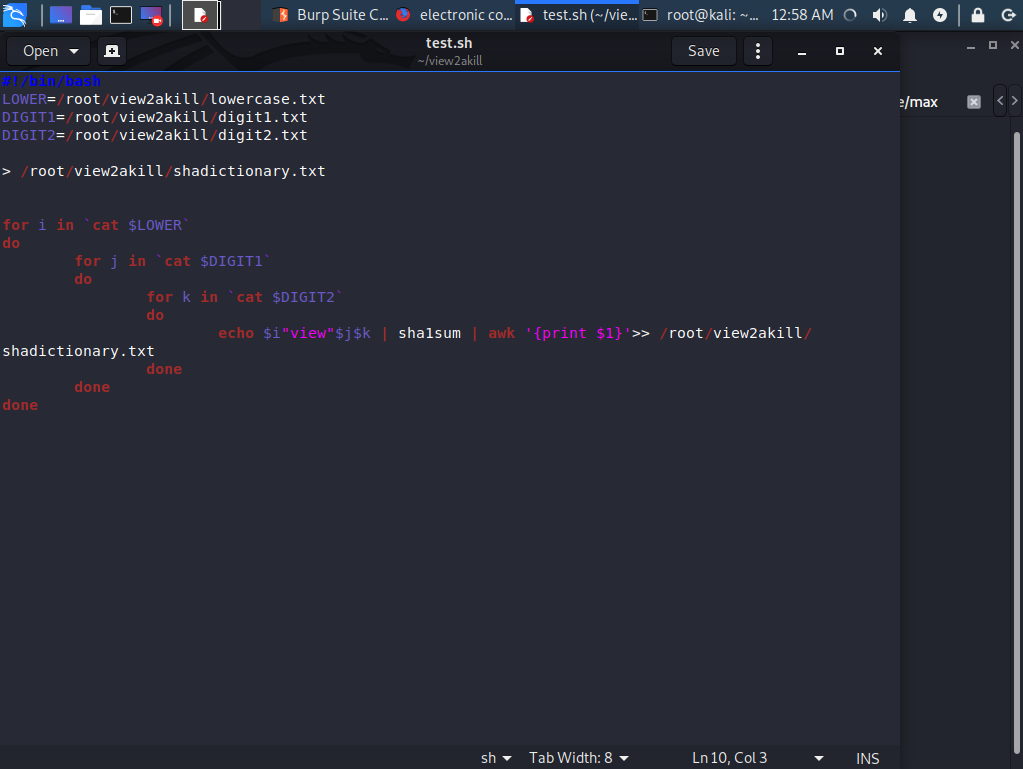 Burp Suite C...
electronic co...
test.sh (~/vie...
root@kali: ~...
12:58 AM
Open
test.sh
~/view2akill
Save
e/max
#!/bin/bash
LOWER=/root/view2akill/lowercase.txt
DIGIT1=/root/view2akill/digit1.txt
DIGIT2=/root/view2akill/digit2.txt
> /root/view2akill/shadictionary.txt
for i in `cat $LOWER`
do
for j in `cat $DIGIT1`
do
for k in `cat $DIGIT2`
do
echo $i"view"$j$k | sha1sum | awk '{print $1}'>> /root/view2akill/
shadictionary.txt
done
done
done
sh
Tab Width: 8
Ln 10, Col 3
INS